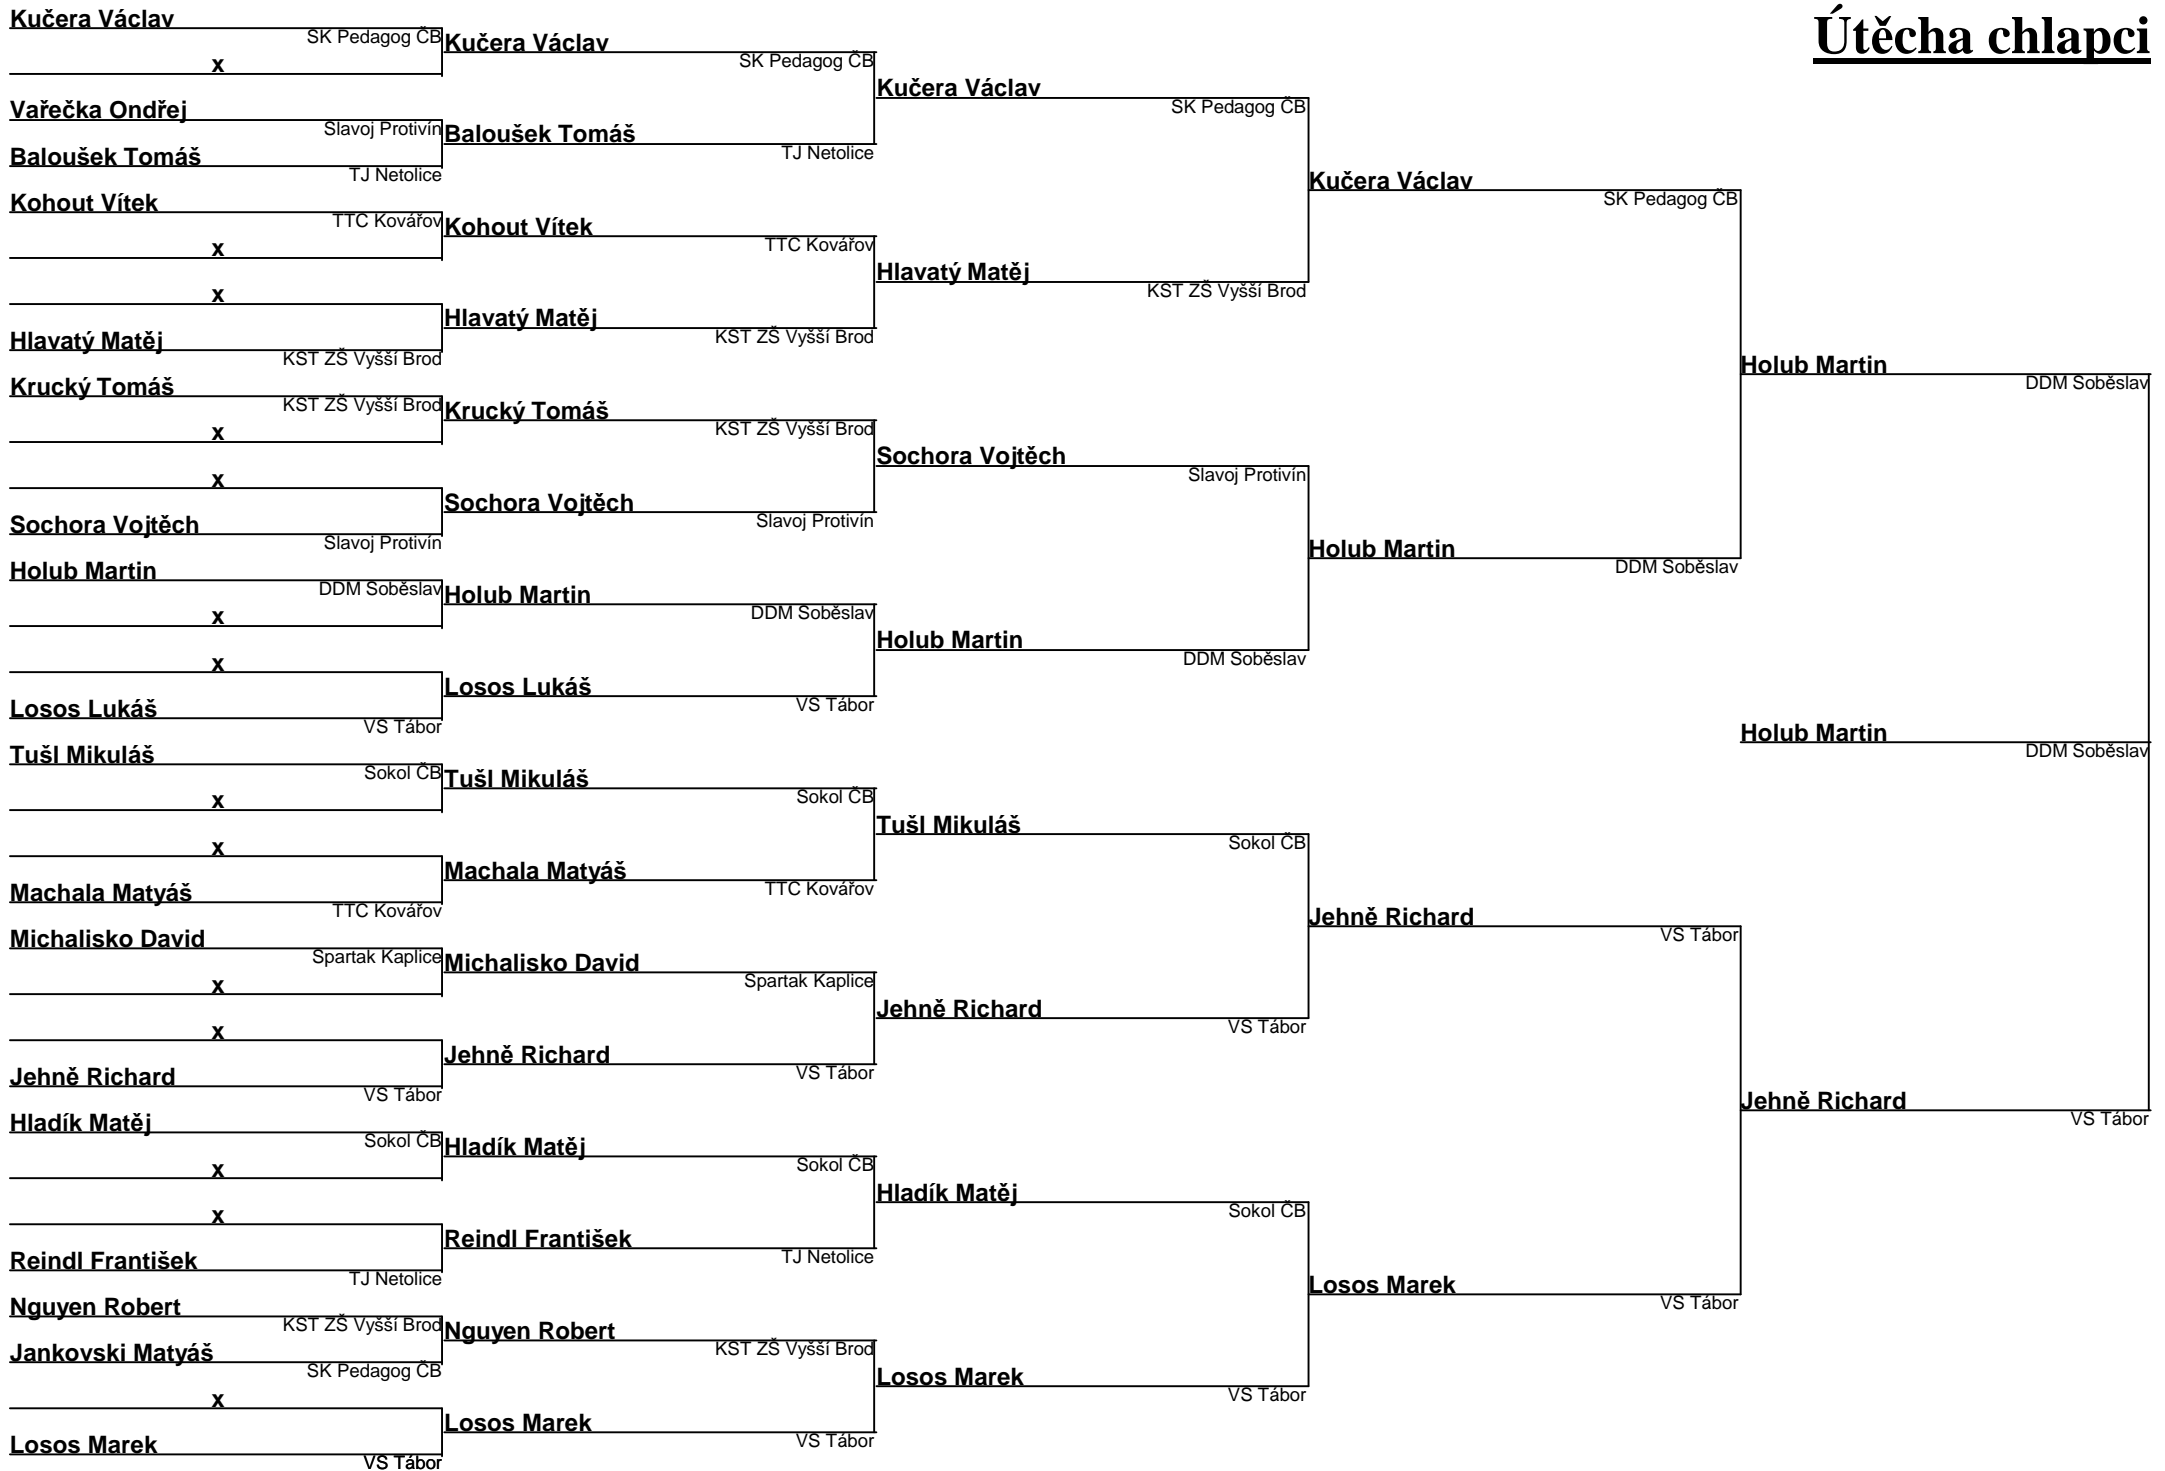 Útěcha chlapci
Kučera Václav
SK Pedagog ČB
x
Vařečka Ondřej
Slavoj Protivín
Baloušek Tomáš
TJ Netolice
Kohout Vítek
TTC Kovářov
x
x
Hlavatý Matěj
KST ZŠ Vyšší Brod
Krucký Tomáš
KST ZŠ Vyšší Brod
x
x
Sochora Vojtěch
Slavoj Protivín
Holub Martin
DDM Soběslav
x
x
Losos Lukáš
VS Tábor
Tušl Mikuláš
Sokol ČB
x
x
Machala Matyáš
TTC Kovářov
Michalisko David
Spartak Kaplice
x
x
Jehně Richard
VS Tábor
Hladík Matěj
Sokol ČB
x
x
Reindl František
TJ Netolice
Nguyen Robert
KST ZŠ Vyšší Brod
Jankovski Matyáš
SK Pedagog ČB
x
Losos Marek
VS Tábor
Kučera Václav
SK Pedagog ČB
Baloušek Tomáš
TJ Netolice
Kohout Vítek
TTC Kovářov
Hlavatý Matěj
KST ZŠ Vyšší Brod
Krucký Tomáš
KST ZŠ Vyšší Brod
Sochora Vojtěch
Slavoj Protivín
Holub Martin
DDM Soběslav
Losos Lukáš
VS Tábor
Tušl Mikuláš
Sokol ČB
Machala Matyáš
TTC Kovářov
Michalisko David
Spartak Kaplice
Jehně Richard
VS Tábor
Hladík Matěj
Sokol ČB
Reindl František
TJ Netolice
Nguyen Robert
KST ZŠ Vyšší Brod
Losos Marek
VS Tábor
Kučera Václav
SK Pedagog ČB
Hlavatý Matěj
KST ZŠ Vyšší Brod
Sochora Vojtěch
Slavoj Protivín
Holub Martin
DDM Soběslav
Tušl Mikuláš
Sokol ČB
Jehně Richard
VS Tábor
Hladík Matěj
Sokol ČB
Losos Marek
VS Tábor
Kučera Václav
SK Pedagog ČB
Holub Martin
DDM Soběslav
Jehně Richard
VS Tábor
Losos Marek
VS Tábor
Holub Martin
DDM Soběslav
Holub Martin
DDM Soběslav
Jehně Richard
VS Tábor